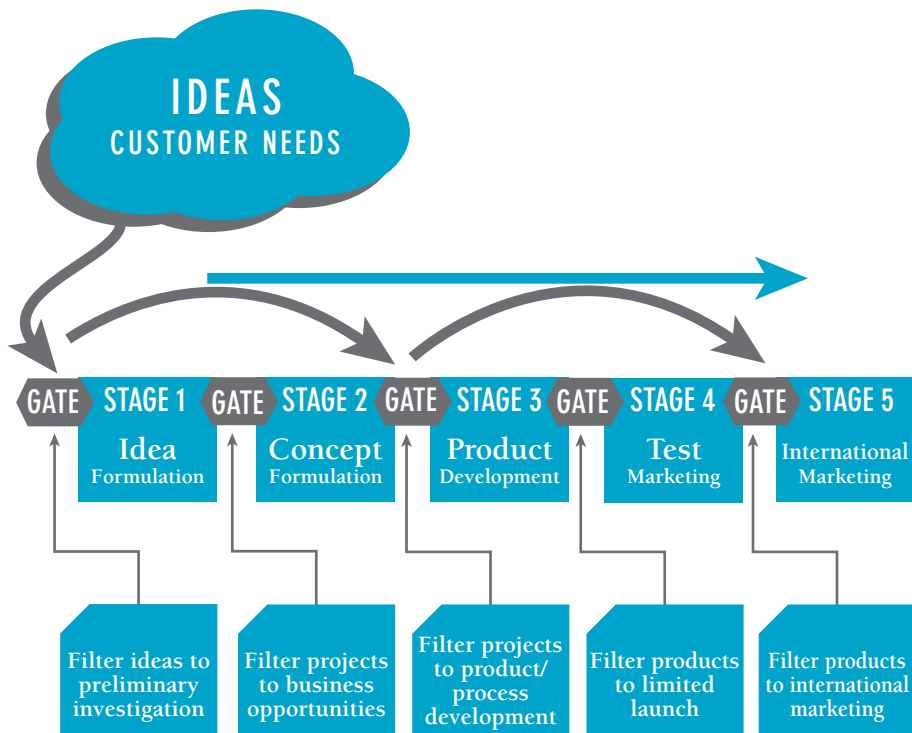 IDEAS
CUSTOMER NEEDS
GATE
STAGE 1
Idea
Formulation
GATE
STAGE 2
Concept
Formulation
GATE
STAGE 3
Product
Development
GATE
STAGE 4
Test
Marketing
GATE
STAGE 5
International
Marketing
Filter ideas to
preliminary
investigation
Filter projects
to business
opportunities
Filter projects
to product/
process
development
Filter products
to limited
launch
Filter products
to international
marketing